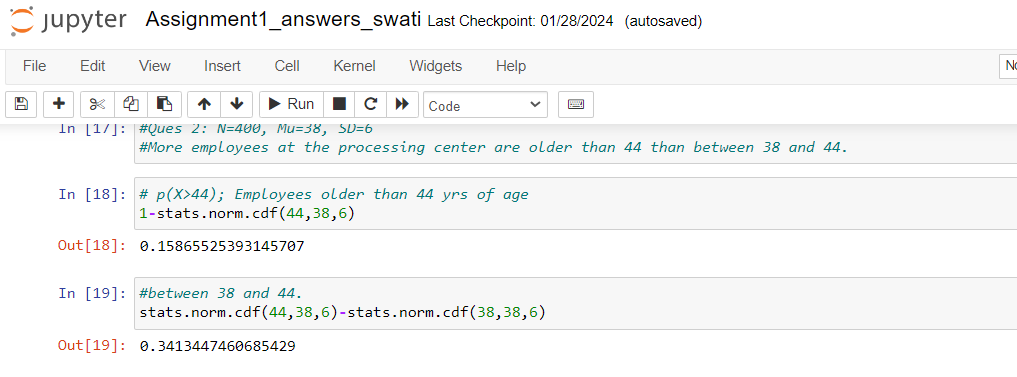 jupyter Assignment1_answers_swati Last Checkpoint: 01/28/2024 (autosaved)
File Edit View Insert Cell Kernel Widgets Help
Run Code
In [17]: #Ques 2: N=400, Mu=38, SD=6
#More employees at the processing center are older than 44 than between 38 and 44.
In [18]: # p(X>44); Employees older than 44 yrs of age
1-stats.norm.cdf(44,38,6)
Out[18]: 0.15865525393145707
In [19]: #between 38 and 44.
stats.norm.cdf(44,38,6)-stats.norm.cdf(38,38,6)
Out[19]: 0.3413447460685429